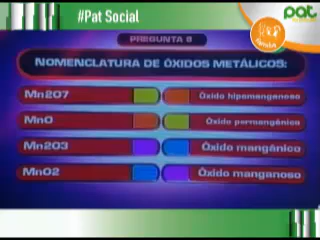 #Pat Social
pat
PREGUNTA 8
NOMENCLATURA DE ÓXIDOS METÁLICOS:
Mn2O7 Óxido hipomanganoso
MnO Óxido permangánico
Mn2O3 Óxido mangánico
MnO2 Óxido manganoso